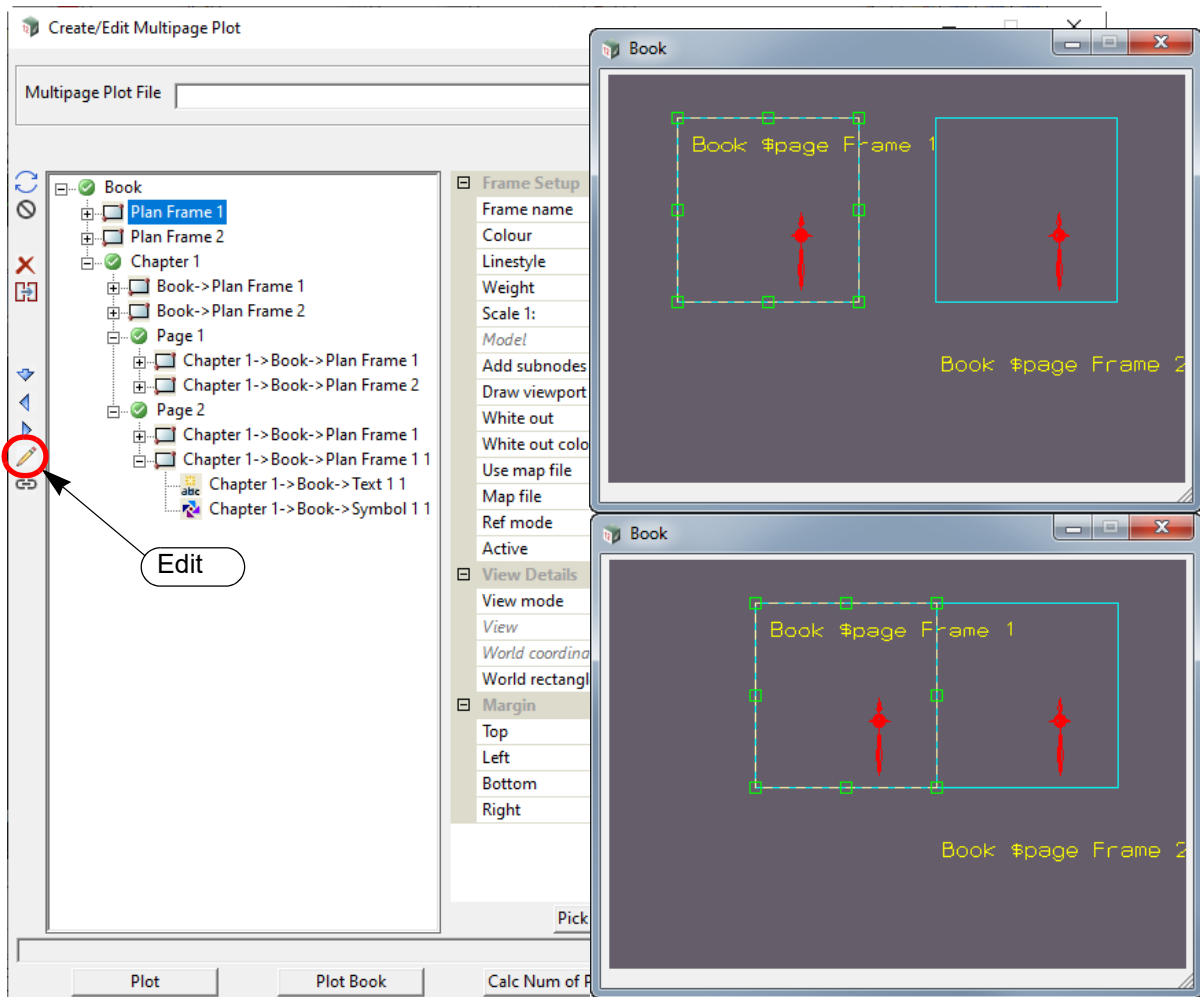 Create/Edit Multipage Plot
Multipage Plot File
Book
Plan Frame 1
Plan Frame 2
Chapter 1
Book->Plan Frame 1
Book->Plan Frame 2
Page 1
Chapter 1->Book->Plan Frame 1
Chapter 1->Book->Plan Frame 2
Page 2
Chapter 1->Book->Plan Frame 1
Chapter 1->Book->Plan Frame 1 1
abc
Chapter 1->Book->Text 1 1
Chapter 1->Book->Symbol 1 1
Edit
Frame Setup
Frame name
Colour
Linestyle
Weight
Scale 1:
Model
Add subnodes
Draw viewport
White out
White out colo
Use map file
Map file
Ref mode
Active
View Details
View mode
View
World coordina
World rectangl
Margin
Top
Left
Bottom
Right
Pick
Plot
Plot Book
Calc Num of P
Book
Book $page Frame 1
Book $page Frame 2
Book
Book $page Frame 1
Book $page Frame 2